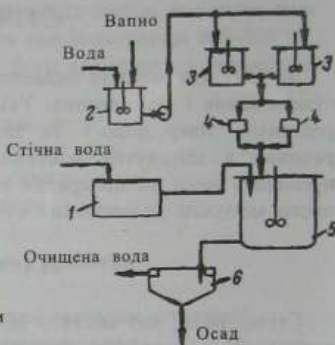 Вапно
Вода
2
3
3
4
4
Стічна вода
1
5
Очищена вода
6
Осад
и